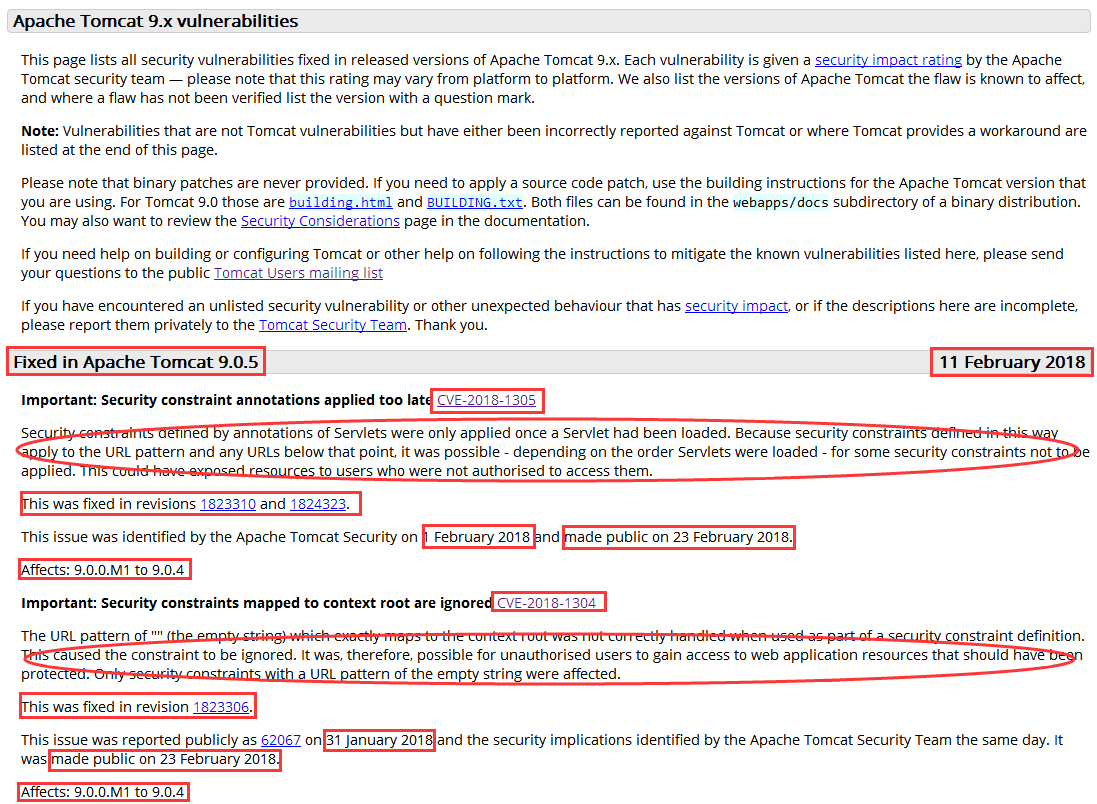 Apache Tomcat 9.x vulnerabilities
This page lists all security vulnerabilities fixed in released versions of Apache Tomcat 9.x. Each vulnerability is given a security impact rating by the Apache
Tomcat security team — please note that this rating may vary from platform to platform. We also list the versions of Apache Tomcat the flaw is known to affect,
and where a flaw has not been verified list the version with a question mark.
Note: Vulnerabilities that are not Tomcat vulnerabilities but have either been incorrectly reported against Tomcat or where Tomcat provides a workaround are
listed at the end of this page.
Please note that binary patches are never provided. If you need to apply a source code patch, use the building instructions for the Apache Tomcat version that
you are using. For Tomcat 9.0 those are building.html and BUILDING.txt. Both files can be found in the webapps/docs subdirectory of a binary distribution.
You may also want to review the Security Considerations page in the documentation.
If you need help on building or configuring Tomcat or other help on following the instructions to mitigate the known vulnerabilities listed here, please send
your questions to the public Tomcat Users mailing list
If you have encountered an unlisted security vulnerability or other unexpected behaviour that has security impact, or if the descriptions here are incomplete,
please report them privately to the Tomcat Security Team. Thank you.
Fixed in Apache Tomcat 9.0.5 11 February 2018
Important: Security constraint annotations applied too late CVE-2018-1305
Security constraints defined by annotations of Servlets were only applied once a Servlet had been loaded. Because security constraints defined in this way
apply to the URL pattern and any URLs below that point, it was possible - depending on the order Servlets were loaded - for some security constraints not to be
applied. This could have exposed resources to users who were not authorised to access them.
This was fixed in revisions 1823310 and 1824323.
This issue was identified by the Apache Tomcat Security on 1 February 2018 and made public on 23 February 2018.
Affects: 9.0.0.M1 to 9.0.4
Important: Security constraints mapped to context root are ignored CVE-2018-1304
The URL pattern of "" (the empty string) which exactly maps to the context root was not correctly handled when used as part of a security constraint definition.
This caused the constraint to be ignored. It was, therefore, possible for unauthorised users to gain access to web application resources that should have been
protected. Only security constraints with a URL pattern of the empty string were affected.
This was fixed in revision 1823306.
This issue was reported publicly as 62067 on 31 January 2018 and the security implications identified by the Apache Tomcat Security Team the same day. It
was made public on 23 February 2018.
Affects: 9.0.0.M1 to 9.0.4